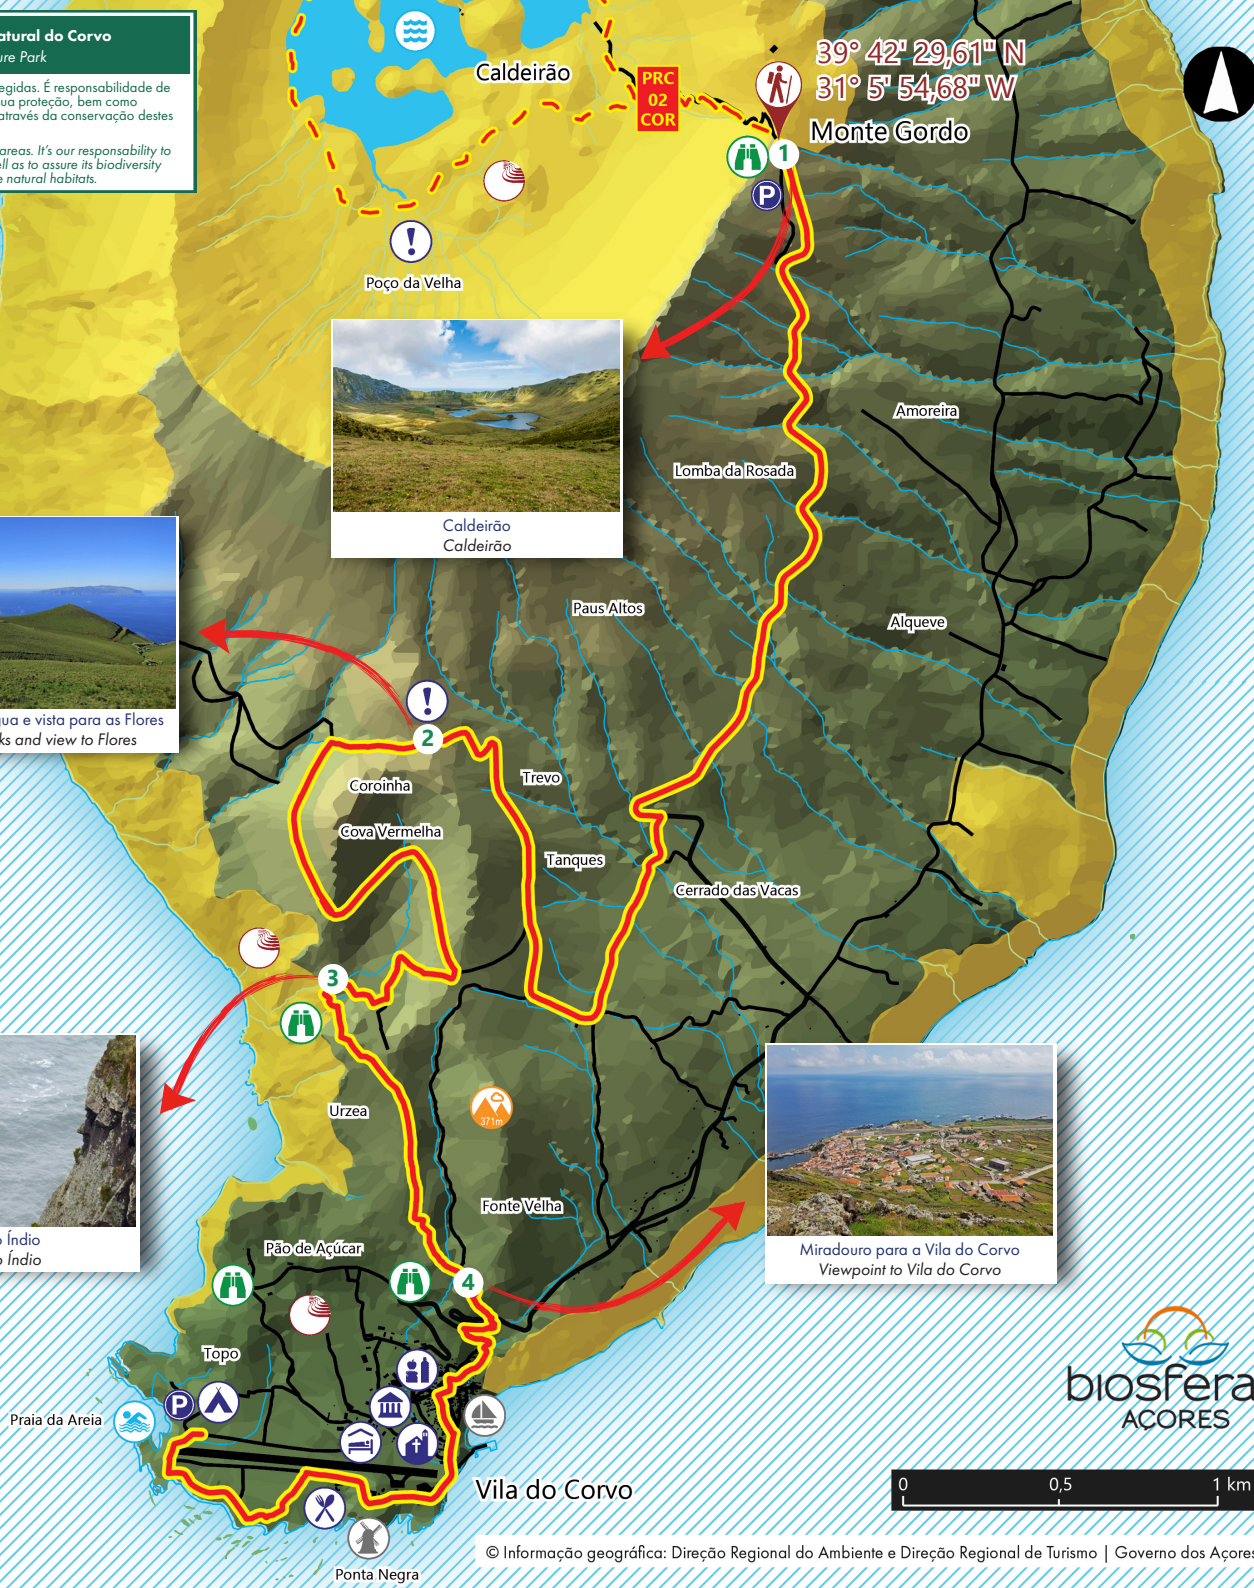 atural do Corvo
ure Park
egidas. É responsabilidade de
ua proteção, bem como
através da conservação destes
areas. It's our responsibility to
ell as to assure its biodiversity
e natural habitats.
Caldeirão
PRC
02
COR
39° 42' 29,61" N
31° 5' 54,68" W
Monte Gordo
1
P
Poço da Velha
Amoreira
Lomba da Rosada
Caldeirão
Caldeirão
Paus Altos
Alqueve
gua e vista para as Flores
ks and view to Flores
2
Trevo
Coroinha
Cova Vermelha
Tanques
Cerrado das Vacas
3
Urzea
371m
Fonte Velha
o Índio
o Índio
Pão de Açúcar
Miradouro para a Vila do Corvo
Viewpoint to Vila do Corvo
4
Topo
P
Praia da Areia
biosfera
AÇORES
Vila do Corvo
0 0,5 1 km
Ponta Negra
© Informação geográfica: Direção Regional do Ambiente e Direção Regional de Turismo | Governo dos Açores